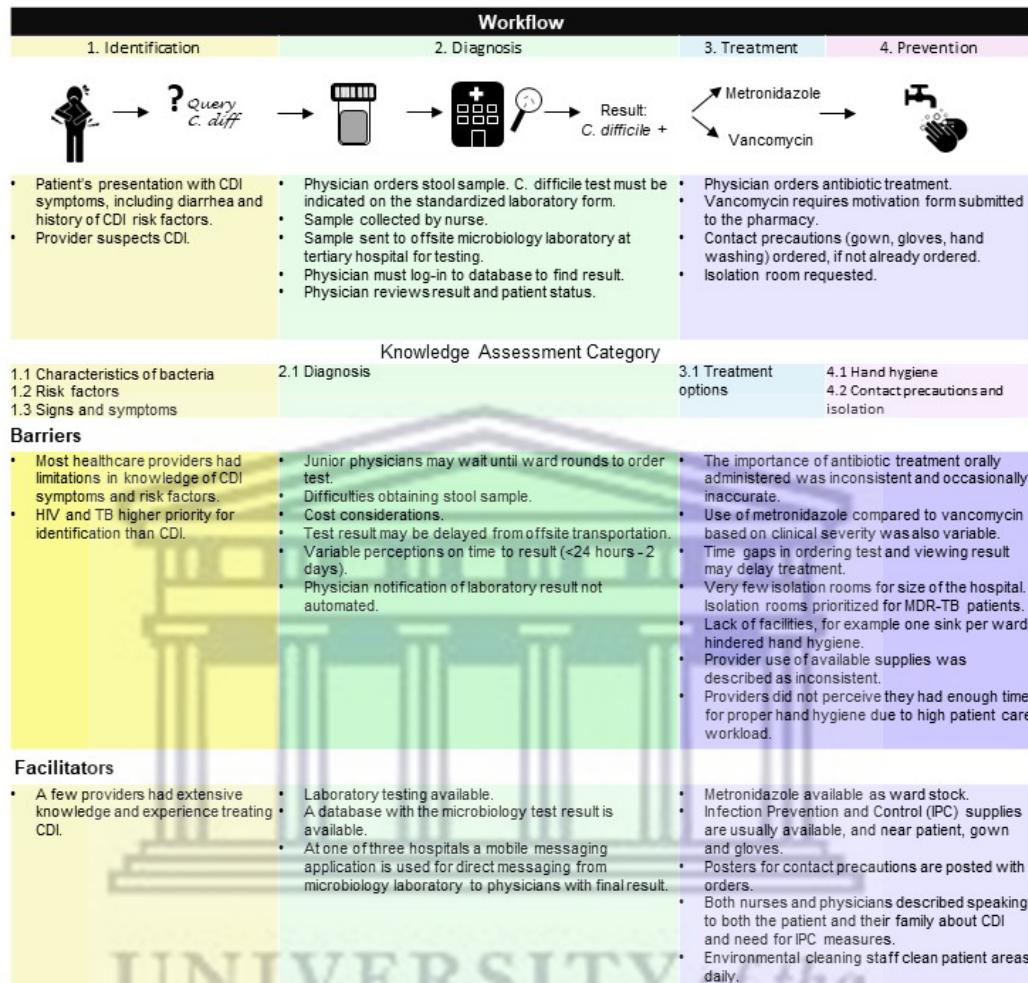 Workflow
1. Identification
2. Diagnosis
3. Treatment
4. Prevention
? Query
C. diff
Result:
C. difficile +
Metronidazole
Vancomycin
• Patient's presentation with CDI
symptoms, including diarrhea and
history of CDI risk factors.
• Provider suspects CDI.
• Physician orders stool sample. C. difficile test must be
indicated on the standardized laboratory form.
• Sample collected by nurse.
• Sample sent to offsite microbiology laboratory at
tertiary hospital for testing.
• Physician must log-in to database to find result.
• Physician reviews result and patient status.
• Physician orders antibiotic treatment.
• Vancomycin requires motivation form submitted
to the pharmacy.
• Contact precautions (gown, gloves, hand
washing) ordered, if not already ordered.
• Isolation room requested.
Knowledge Assessment Category
1.1 Characteristics of bacteria
1.2 Risk factors
1.3 Signs and symptoms
2.1 Diagnosis
3.1 Treatment
options
4.1 Hand hygiene
4.2 Contact precautions and
isolation
Barriers
• Most healthcare providers had
limitations in knowledge of CDI
symptoms and risk factors.
• HIV and TB higher priority for
identification than CDI.
• Junior physicians may wait until ward rounds to order
test.
• Difficulties obtaining stool sample.
• Cost considerations.
• Test result may be delayed from offsite transportation.
• Variable perceptions on time to result (<24 hours - 2
days).
• Physician notification of laboratory result not
automated.
• The importance of antibiotic treatment orally
administered was inconsistent and occasionally
inaccurate.
• Use of metronidazole compared to vancomycin
based on clinical severity was also variable.
• Time gaps in ordering test and viewing result
may delay treatment.
• Very few isolation rooms for size of the hospital.
Isolation rooms prioritized for MDR-TB patients.
• Lack of facilities, for example one sink per ward
hindered hand hygiene.
• Provider use of available supplies was
described as inconsistent.
• Providers did not perceive they had enough time
for proper hand hygiene due to high patient care
workload.
Facilitators
• A few providers had extensive
knowledge and experience treating
CDI.
• Laboratory testing available.
• A database with the microbiology test result is
available.
• At one of three hospitals a mobile messaging
application is used for direct messaging from
microbiology laboratory to physicians with final result.
• Metronidazole available as ward stock.
• Infection Prevention and Control (IPC) supplies
are usually available, and near patient, gown
and gloves.
• Posters for contact precautions are posted with
orders.
• Both nurses and physicians described speaking
to both the patient and their family about CDI
and need for IPC measures.
• Environmental cleaning staff clean patient areas
daily.
UNIVERSITY of the